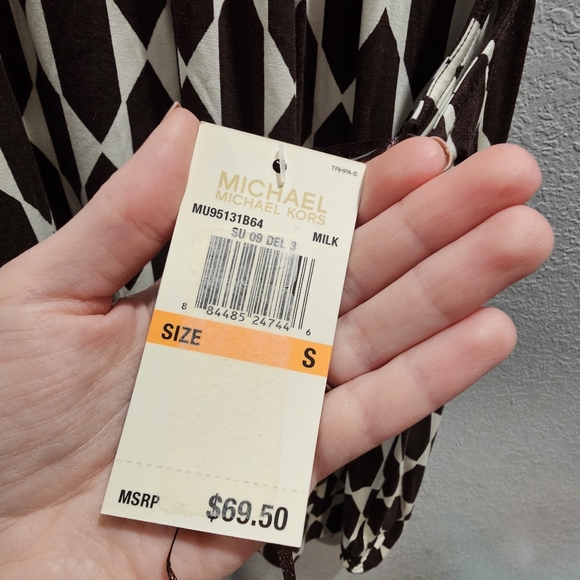 TRHPA-S
MICHAEL
MICHAEL KORS
MU95131B64 MILK
SU 09 DEL 3
8 84485 24744 6
SIZE S
MSRP $69.50